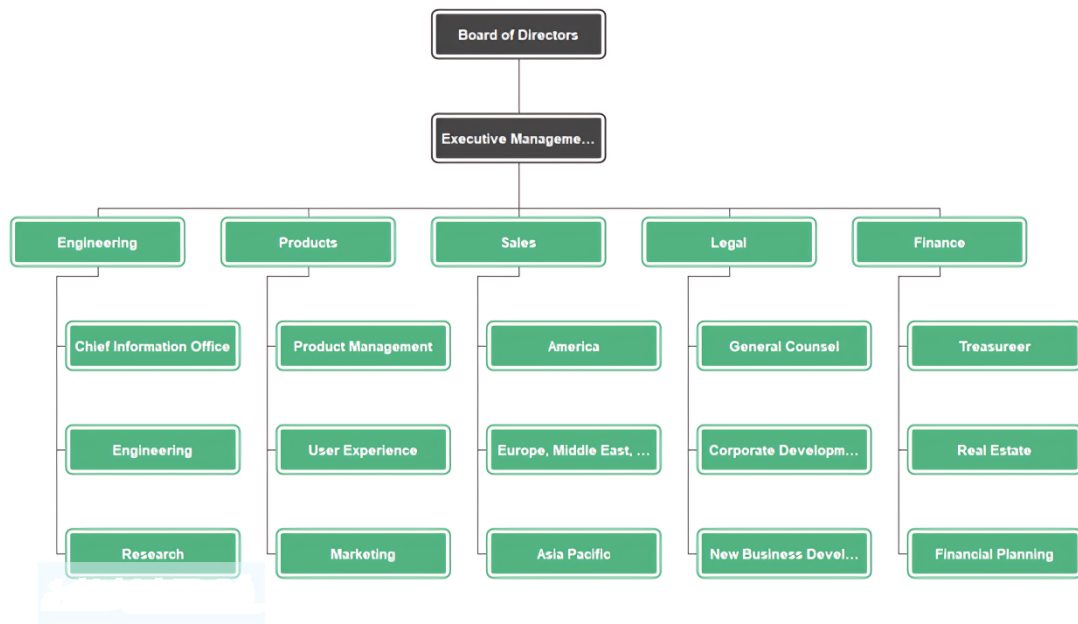 Board of Directors
Executive Manageme...
Engineering
Products
Sales
Legal
Finance
Chief Information Office
Product Management
America
General Counsel
Treasureer
Engineering
User Experience
Europe, Middle East, ...
Corporate Developm...
Real Estate
Research
Marketing
Asia Pacific
New Business Devel...
Financial Planning